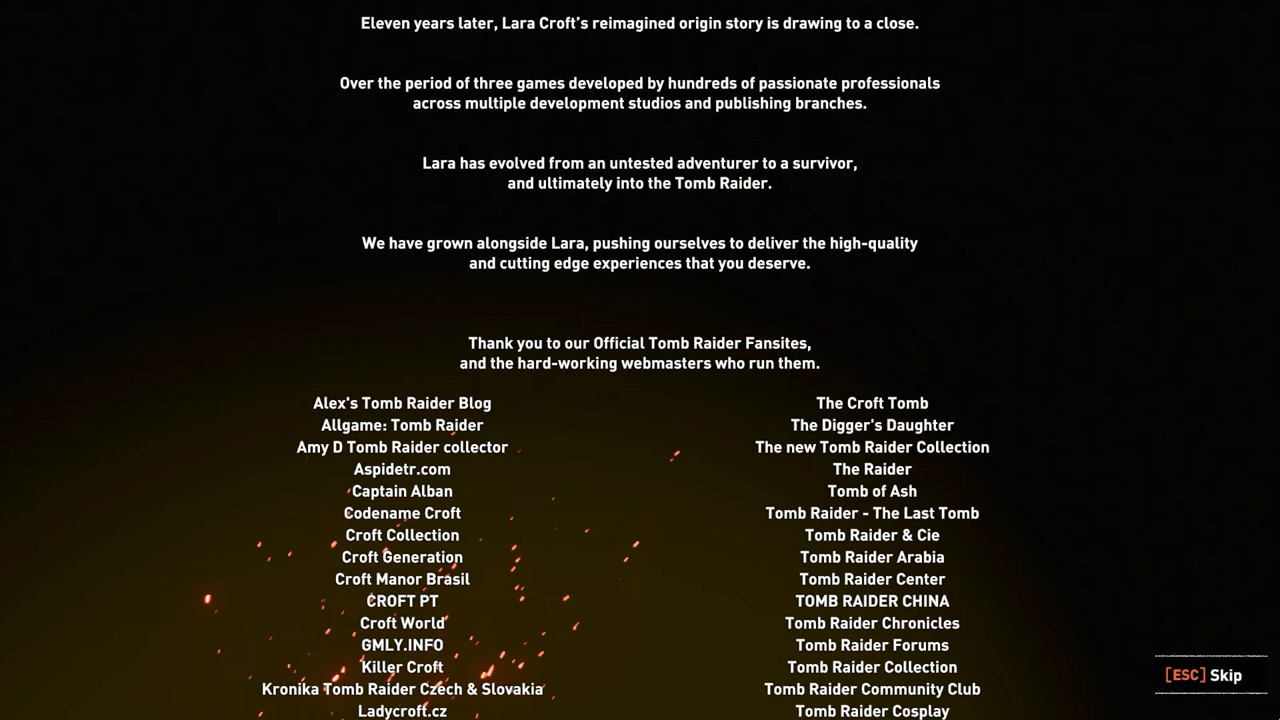 Eleven years later, Lara Croft's reimagined origin story is drawing to a close.
Over the period of three games developed by hundreds of passionate professionals
across multiple development studios and publishing branches.
Lara has evolved from an untested adventurer to a survivor,
and ultimately into the Tomb Raider.
We have grown alongside Lara, pushing ourselves to deliver the high-quality
and cutting edge experiences that you deserve.
Thank you to our Official Tomb Raider Fansites,
and the hard-working webmasters who run them.
Alex's Tomb Raider Blog
Allgame: Tomb Raider
Amy D Tomb Raider collector
Aspidetr.com
Captain Alban
Codename Croft
Croft Collection
Croft Generation
Croft Manor Brasil
CROFT PT
Croft World
GMLY.INFO
Killer Croft
Kronika Tomb Raider Czech & Slovakia
Ladycroft.cz
The Croft Tomb
The Digger's Daughter
The new Tomb Raider Collection
The Raider
Tomb of Ash
Tomb Raider - The Last Tomb
Tomb Raider & Cie
Tomb Raider Arabia
Tomb Raider Center
TOMB RAIDER CHINA
Tomb Raider Chronicles
Tomb Raider Forums
Tomb Raider Collection
Tomb Raider Community Club
Tomb Raider Cosplay
[ESC] Skip